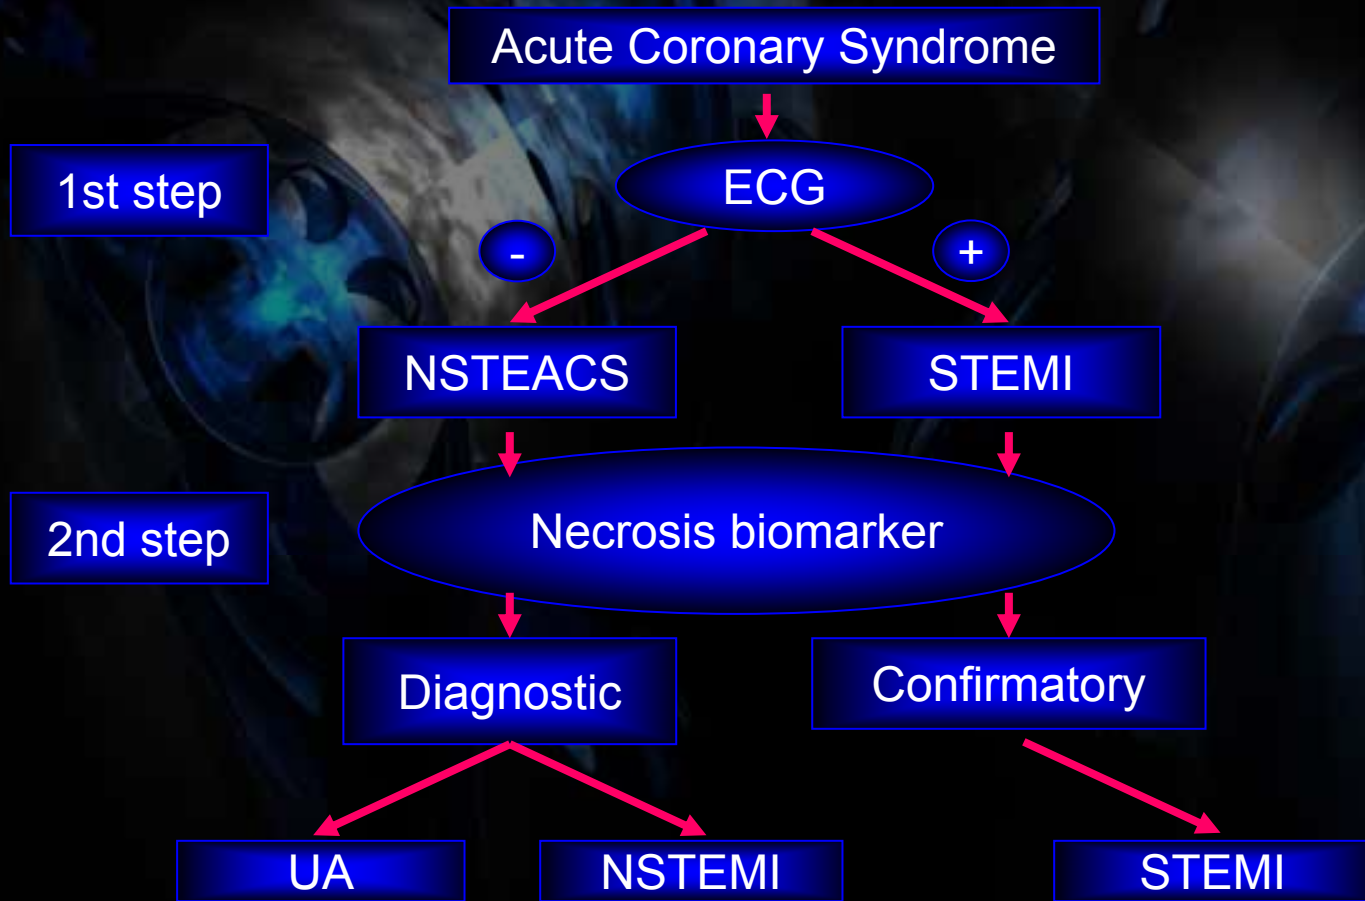 Acute Coronary Syndrome
1st step
ECG
-
+
NSTEACS
STEMI
2nd step
Necrosis biomarker
Diagnostic
Confirmatory
UA
NSTEMI
STEMI